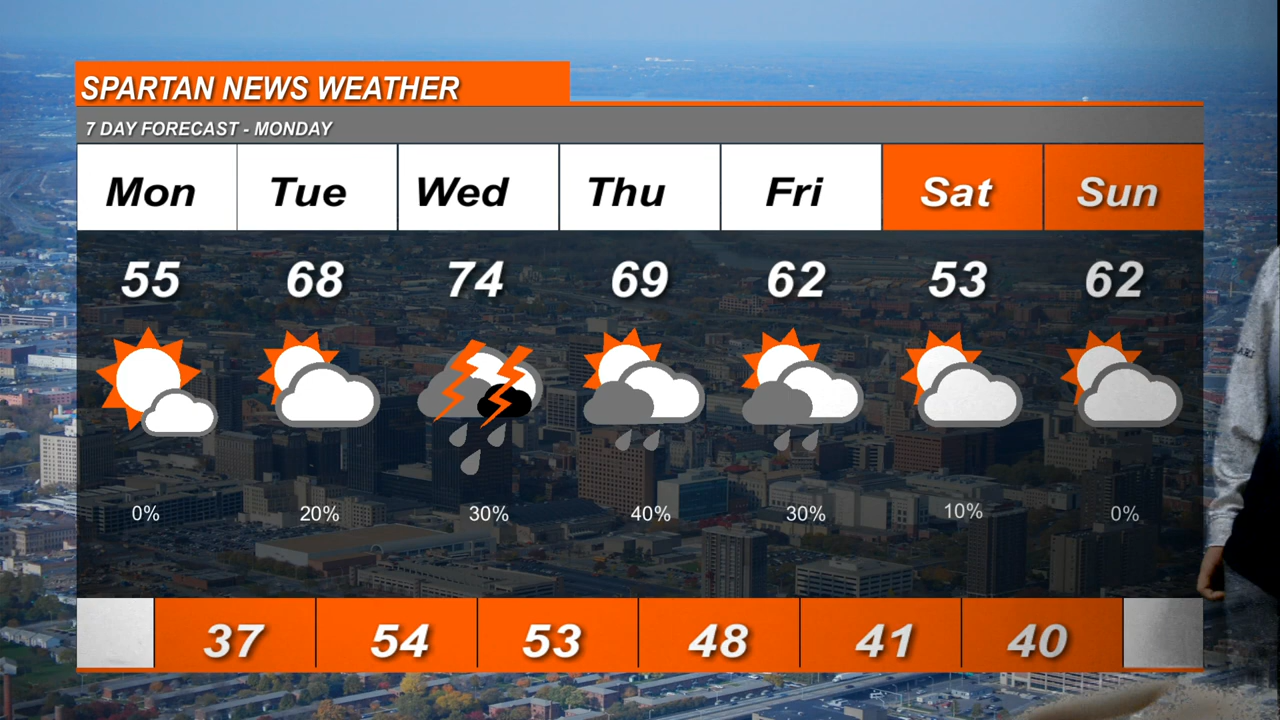 SPARTAN NEWS WEATHER
7 DAY FORECAST - MONDAY
Mon Tue Wed Thu Fri Sat Sun
55 68 74 69 62 53 62
0% 20% 30% 40% 30% 10% 0%
37 54 53 48 41 40